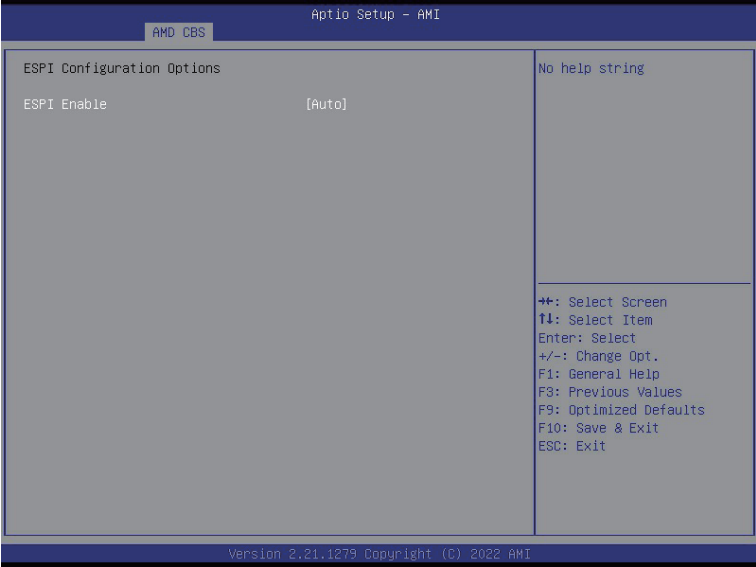 Aptio Setup – AMI
AMD CBS
ESPI Configuration Options
ESPI Enable [Auto]
No help string
→←: Select Screen
↑↓: Select Item
Enter: Select
+/-: Change Opt.
F1: General Help
F3: Previous Values
F9: Optimized Defaults
F10: Save & Exit
ESC: Exit
Version 2.21.1279 Copyright (C) 2022 AMI